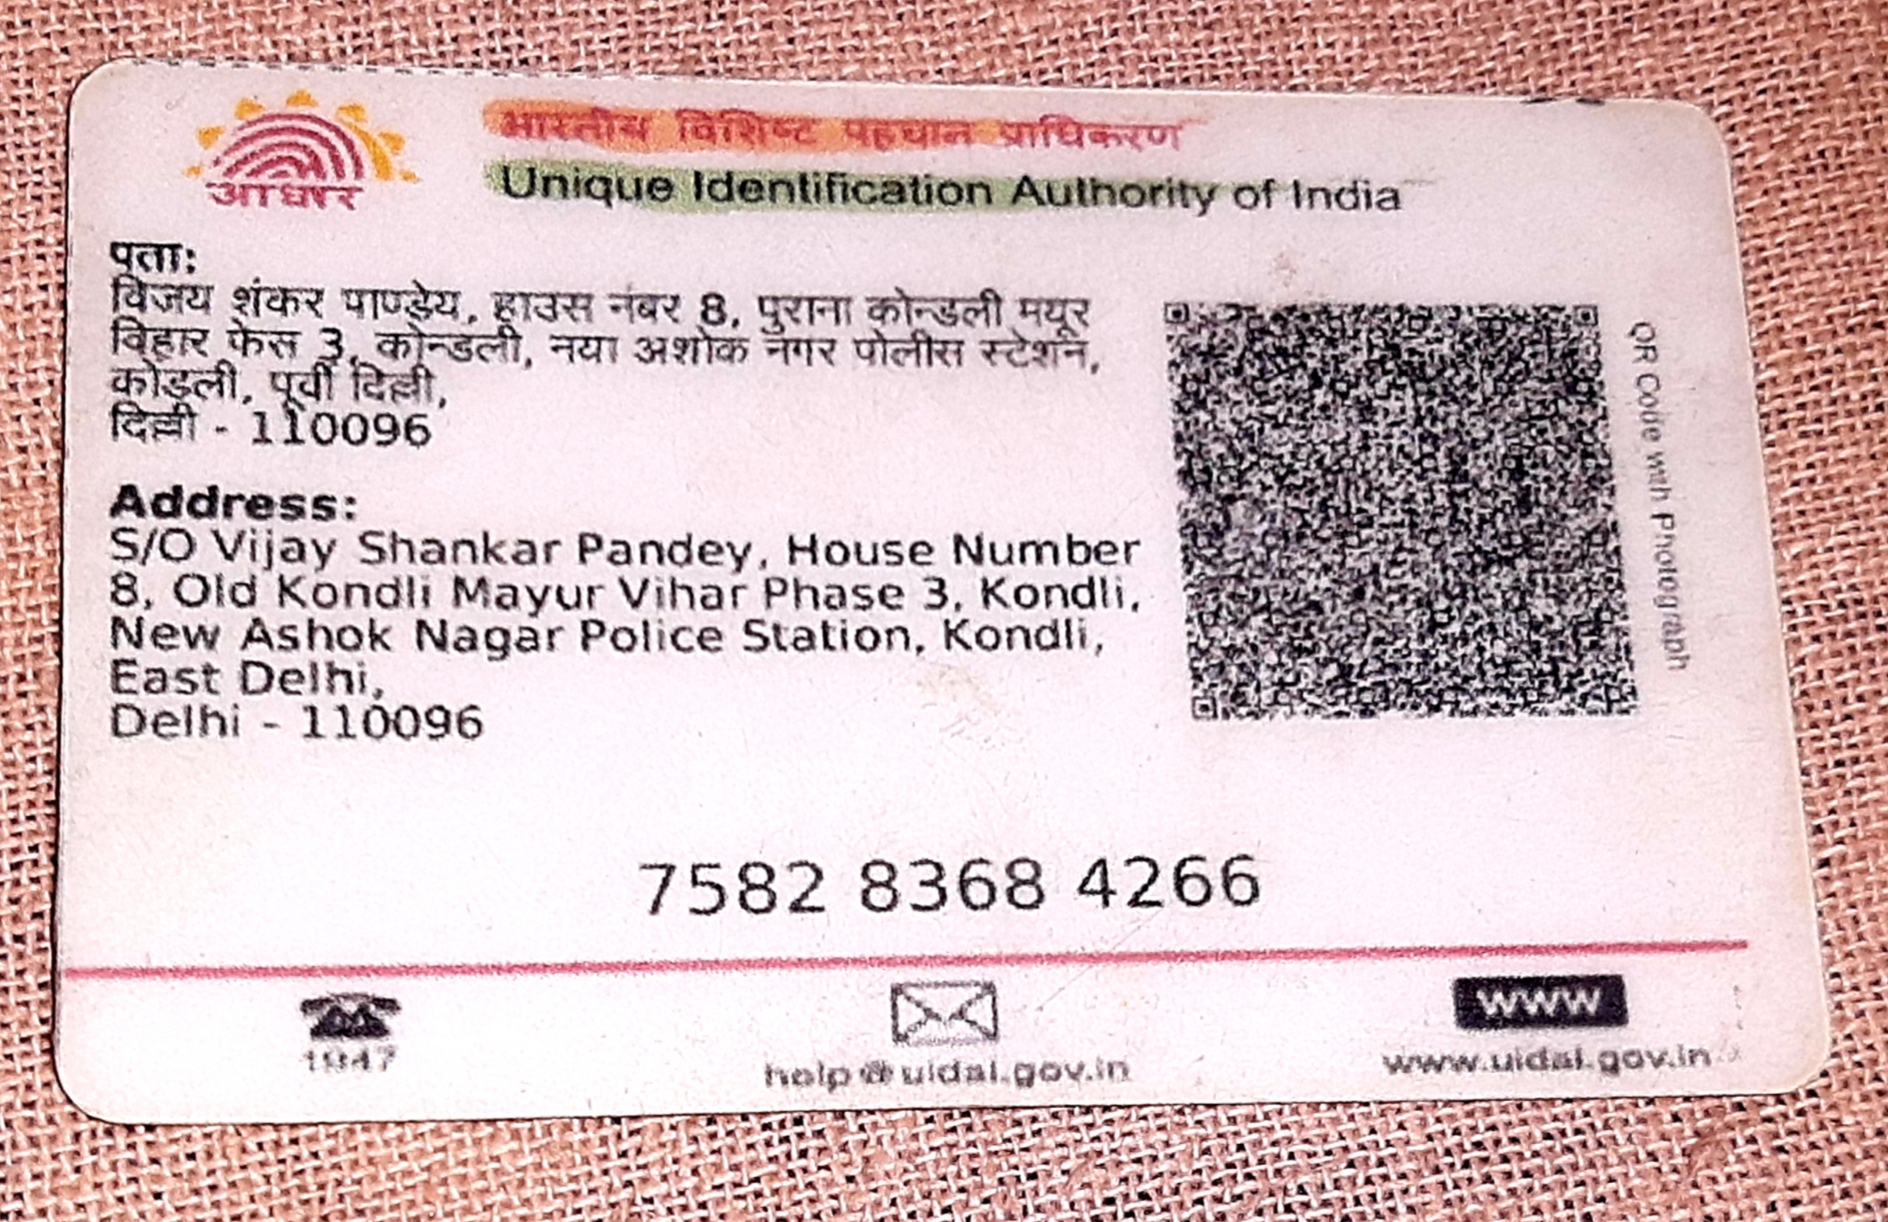 आधार
भारतीय विशिष्ट पहचान प्राधिकरण
Unique Identification Authority of India
पता:
विजय शंकर पाण्डेय, हाउस नंबर 8, पुराना कोन्डली मयूर
विहार फेस 3, कोन्डली, नया अशोक नगर पोलीस स्टेशन,
कोंड्ली, पूर्वी दिल्ली,
दिल्ली - 110096
Address:
S/O Vijay Shankar Pandey, House Number
8, Old Kondli Mayur Vihar Phase 3, Kondli,
New Ashok Nagar Police Station, Kondli,
East Delhi,
Delhi - 110096
QR Code with Photograph
7582 8368 4266
1947
help@uidai.gov.in
www
www.uidai.gov.in